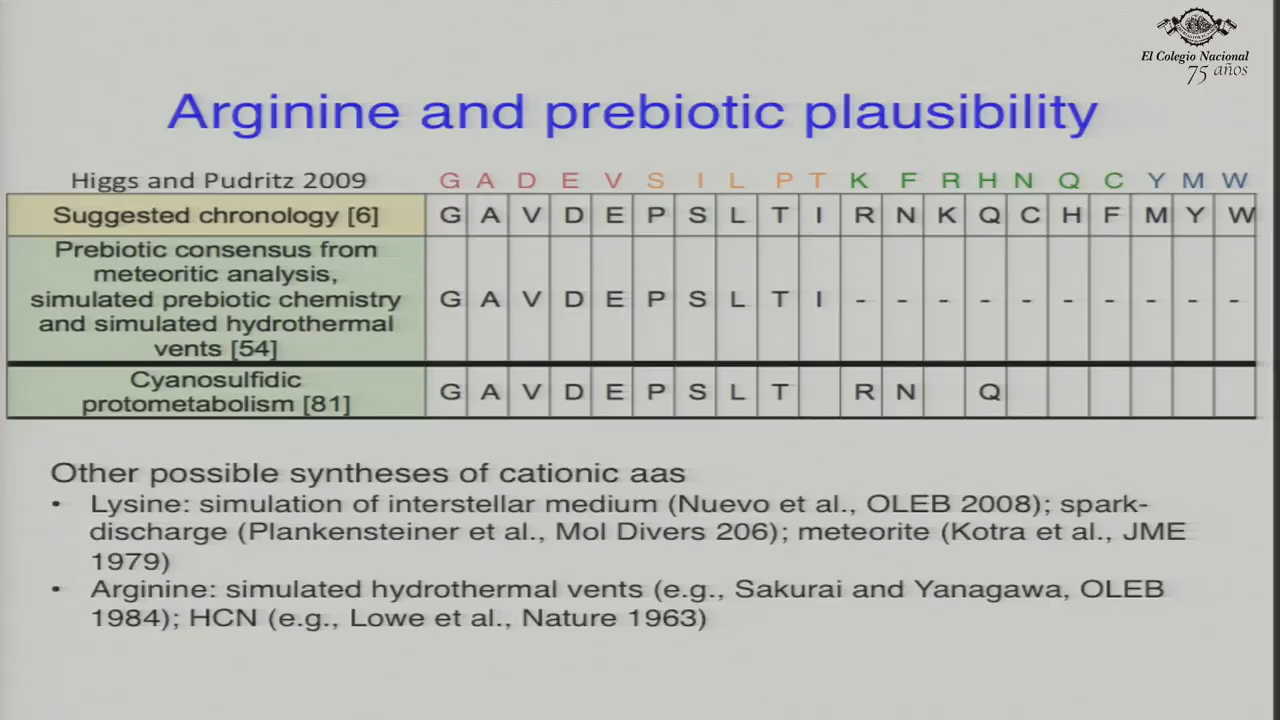 El Colegio Nacional
75 años
Arginine and prebiotic plausibility
Higgs and Pudritz 2009 G A D E V S I L P T K F R H N Q C Y M W
Suggested chronology [6] G A V D E P S L T I R N K Q C H F M Y W
Prebiotic consensus from
meteoritic analysis,
simulated prebiotic chemistry G A V D E P S L T I - - - - - - - - - -
and simulated hydrothermal
vents [54]
Cyanosulfidic
protometabolism [81] G A V D E P S L T R N Q
Other possible syntheses of cationic aas
• Lysine: simulation of interstellar medium (Nuevo et al., OLEB 2008); spark-
discharge (Plankensteiner et al., Mol Divers 206); meteorite (Kotra et al., JME
1979)
• Arginine: simulated hydrothermal vents (e.g., Sakurai and Yanagawa, OLEB
1984); HCN (e.g., Lowe et al., Nature 1963)